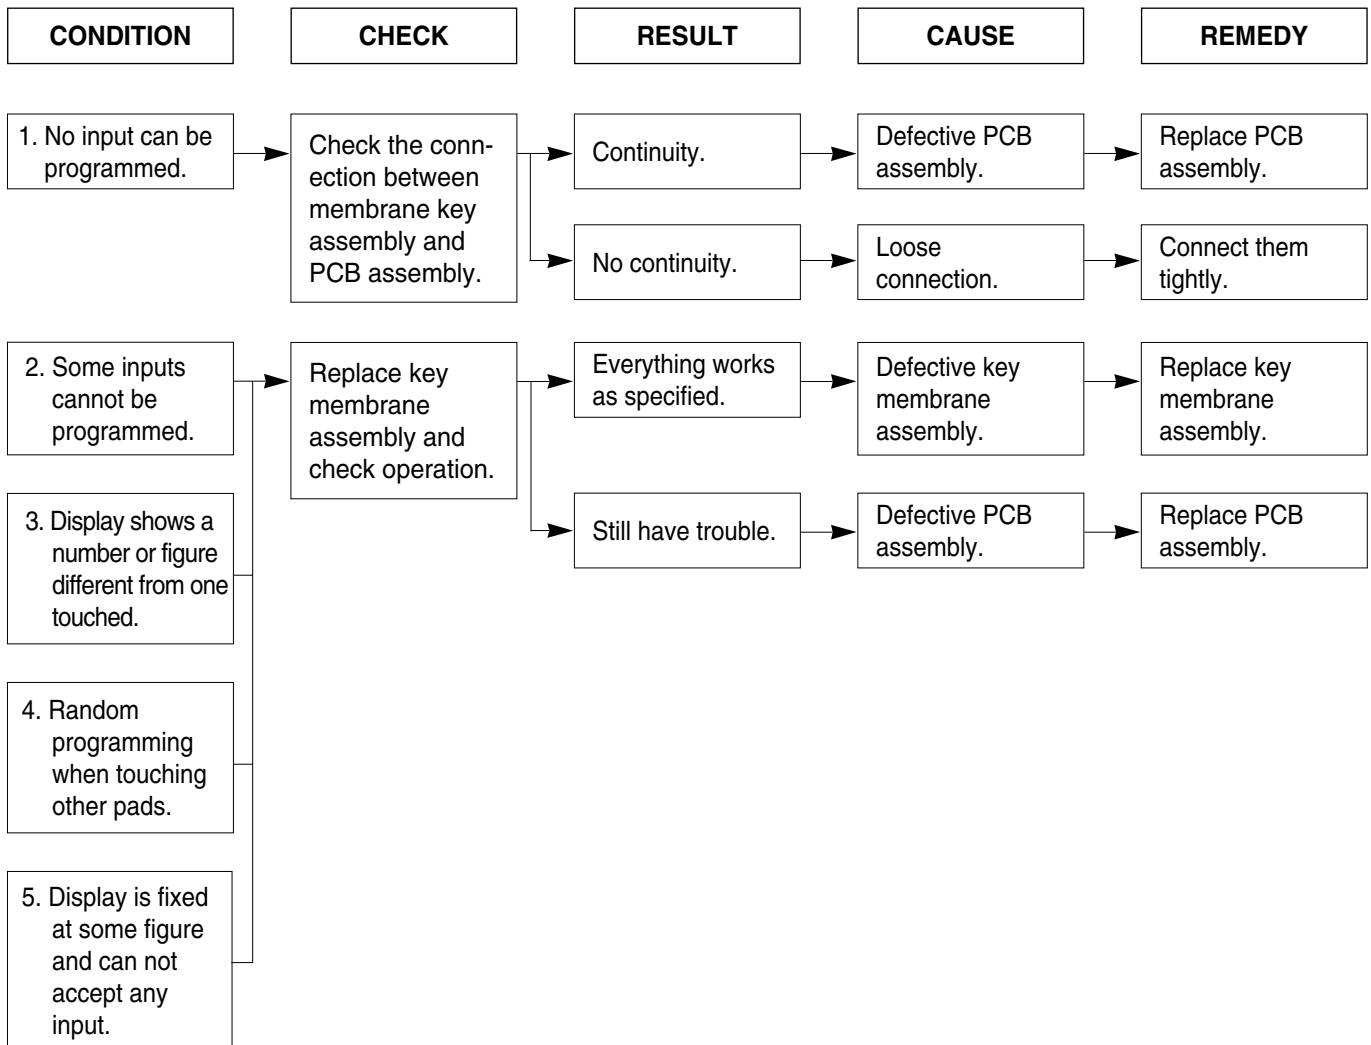 CONDITION
CHECK
RESULT
CAUSE
REMEDY
1. No input can be
programmed.
Check the conn-
ection between
membrane key
assembly and
PCB assembly.
Continuity.
Defective PCB
assembly.
Replace PCB
assembly.
No continuity.
Loose
connection.
Connect them
tightly.
2. Some inputs
cannot be
programmed.
Replace key
membrane
assembly and
check operation.
Everything works
as specified.
Defective key
membrane
assembly.
Replace key
membrane
assembly.
3. Display shows a
number or figure
different from one
touched.
Still have trouble.
Defective PCB
assembly.
Replace PCB
assembly.
4. Random
programming
when touching
other pads.
5. Display is fixed
at some figure
and can not
accept any
input.